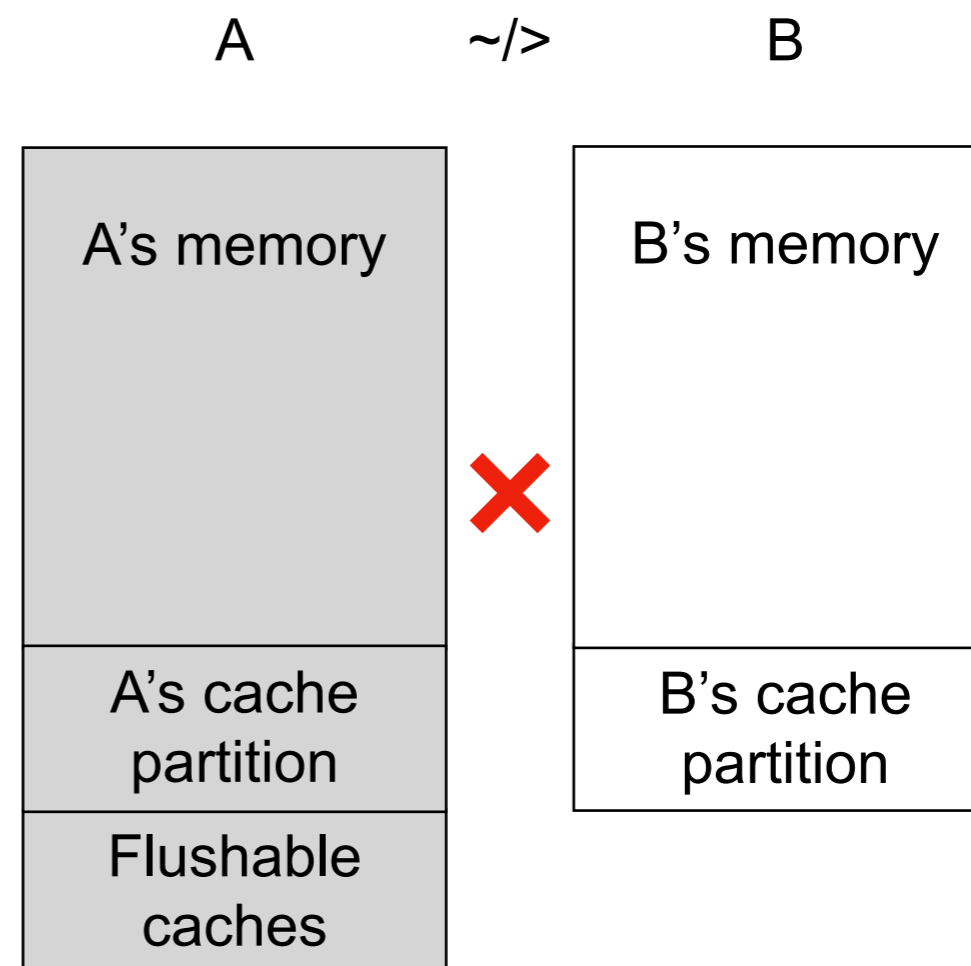 A ~/> B
A’s memory
B’s memory
A’s cache
partition
B’s cache
partition
Flushable
caches